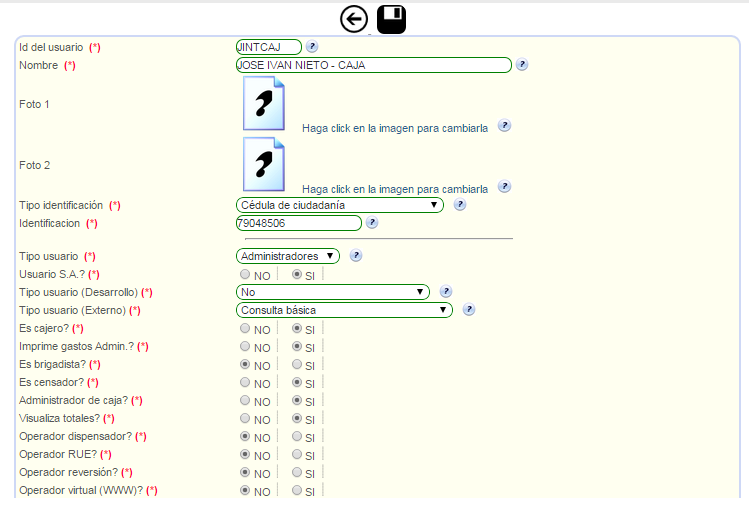 Id del usuario (*) JINTCAJ ?
Nombre (*) JOSE IVAN NIETO - CAJA ?
?
Foto 1 Haga click en la imagen para cambiarla ?
?
Foto 2 Haga click en la imagen para cambiarla ?
Tipo identificación (*) Cédula de ciudadanía ?
Identificacion (*) 79048506 ?
Tipo usuario (*) Administradores ?
Usuario S.A.? (*) NO SI
Tipo usuario (Desarrollo) (*) No ?
Tipo usuario (Externo) (*) Consulta básica ?
Es cajero? (*) NO SI
Imprime gastos Admin.? (*) NO SI
Es brigadista? (*) NO SI
Es censador? (*) NO SI
Administrador de caja? (*) NO SI
Visualiza totales? (*) NO SI
Operador dispensador? (*) NO SI
Operador RUE? (*) NO SI
Operador reversión? (*) NO SI
Operador virtual (WWW)? (*) NO SI